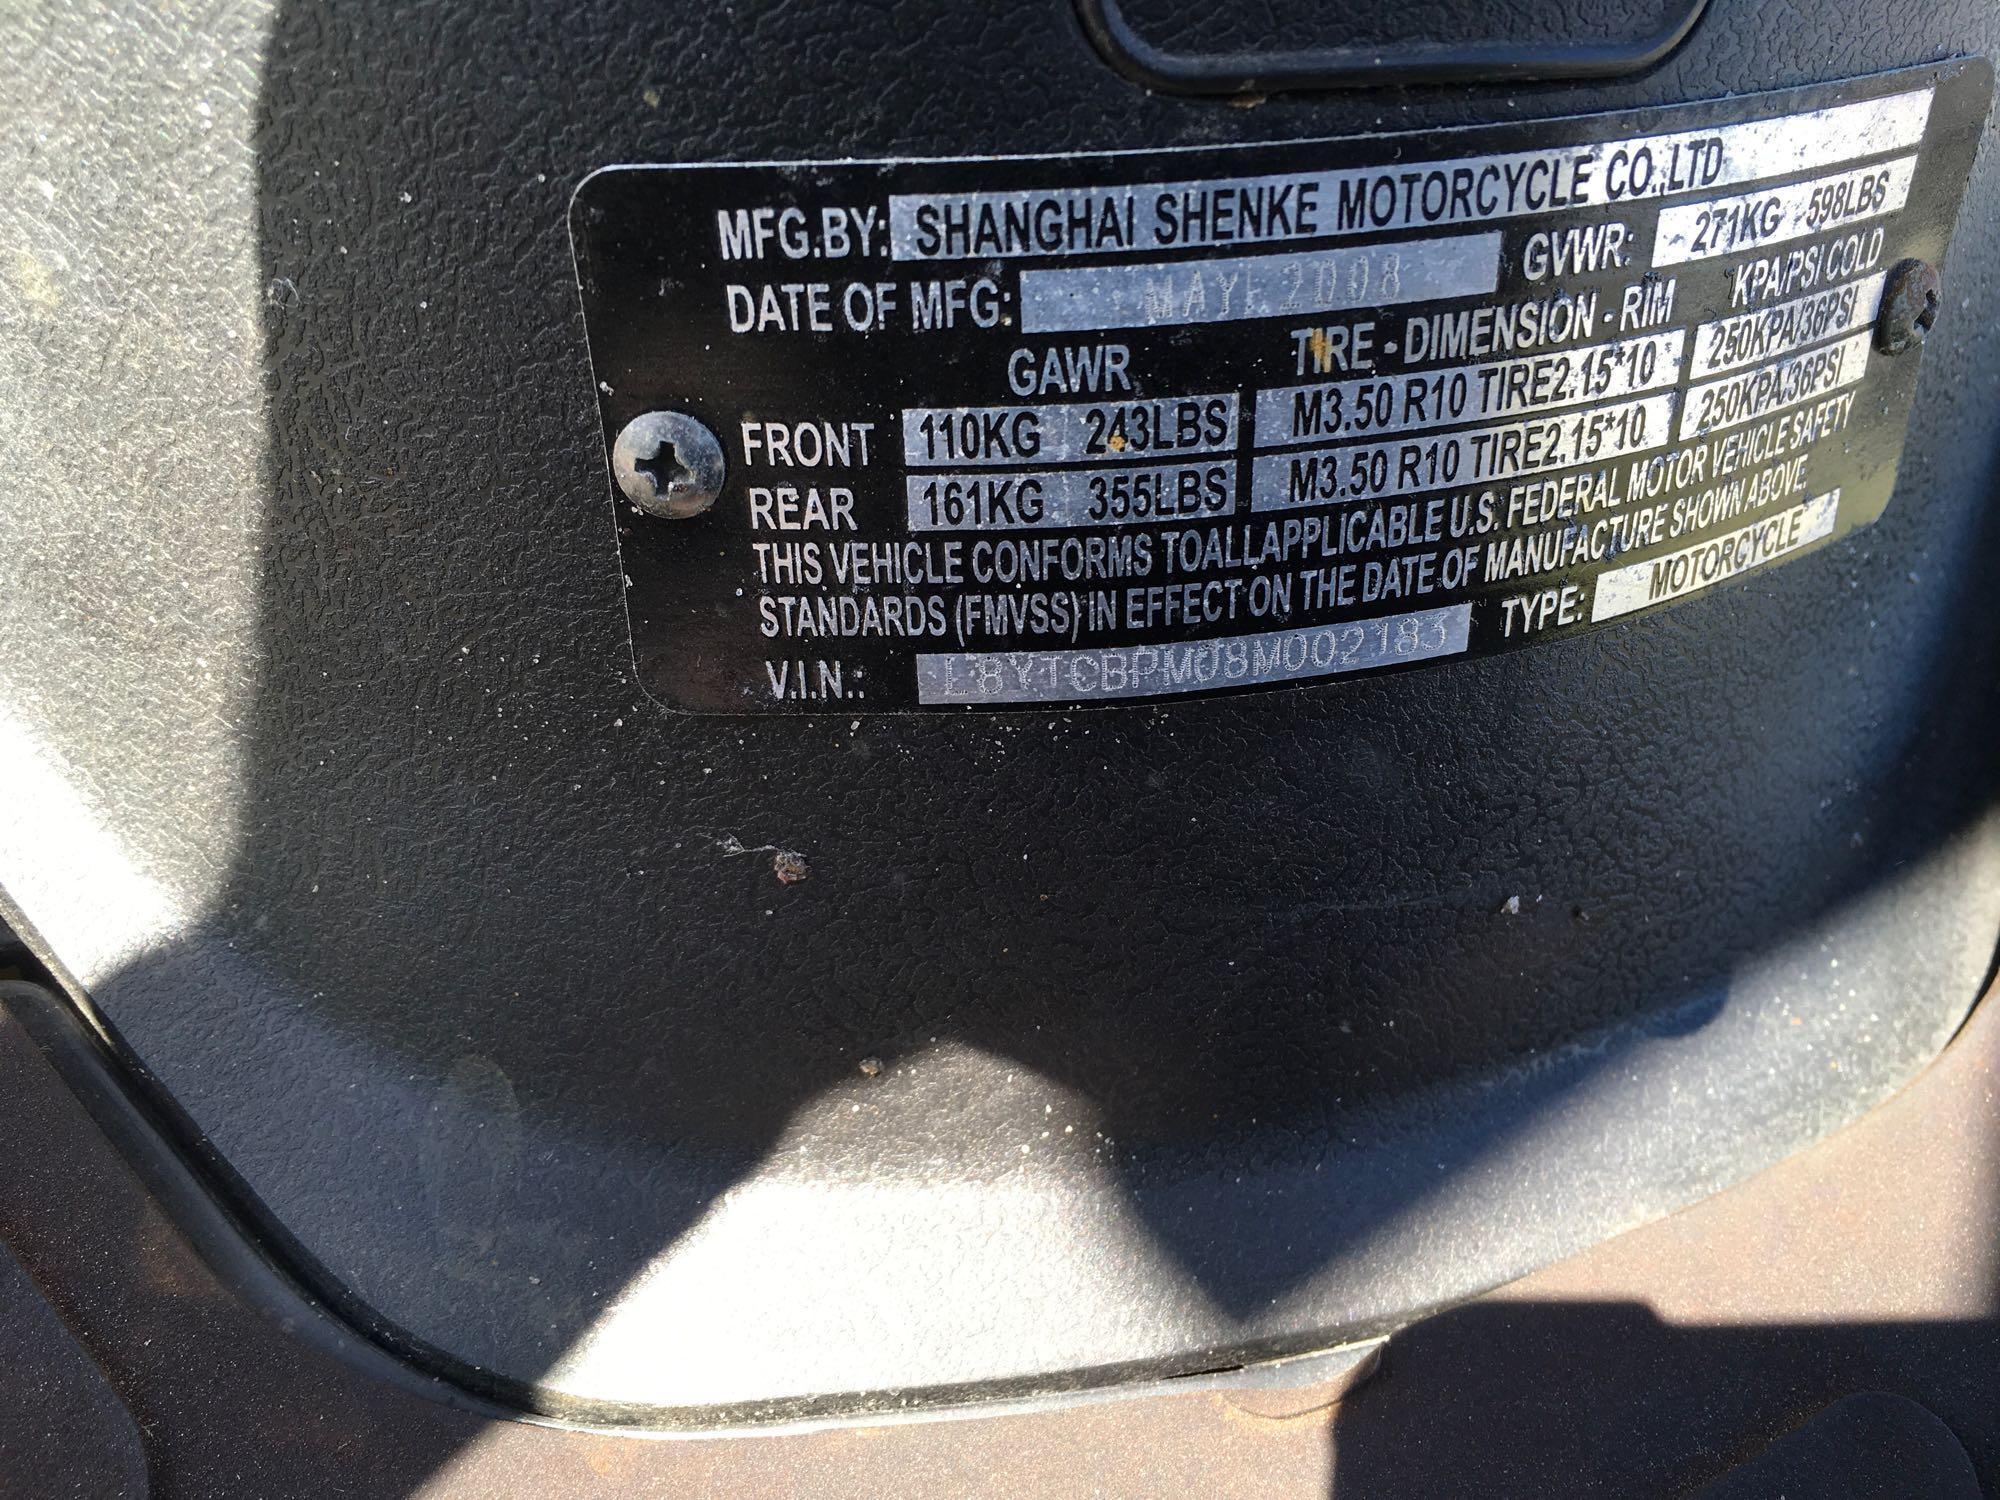 MFG.BY: SHANGHAI SHENKE MOTORCYCLE CO.,LTD
DATE OF MFG: MAY 2008 GVWR: 271KG 598LBS
GAWR TIRE - DIMENSION - RIM KPA/PSI COLD
FRONT 110KG 243LBS M3.50 R10 TIRE2.15*10 250KPA/36PSI
REAR 161KG 355LBS M3.50 R10 TIRE2.15*10 250KPA/36PSI
THIS VEHICLE CONFORMS TOALLAPPLICABLE U.S. FEDERAL MOTOR VEHICLE SAFETY
STANDARDS (FMVSS) IN EFFECT ON THE DATE OF MANUFACTURE SHOWN ABOVE.
V.I.N.: L8YTCBPM08M002183 TYPE: MOTORCYCLE